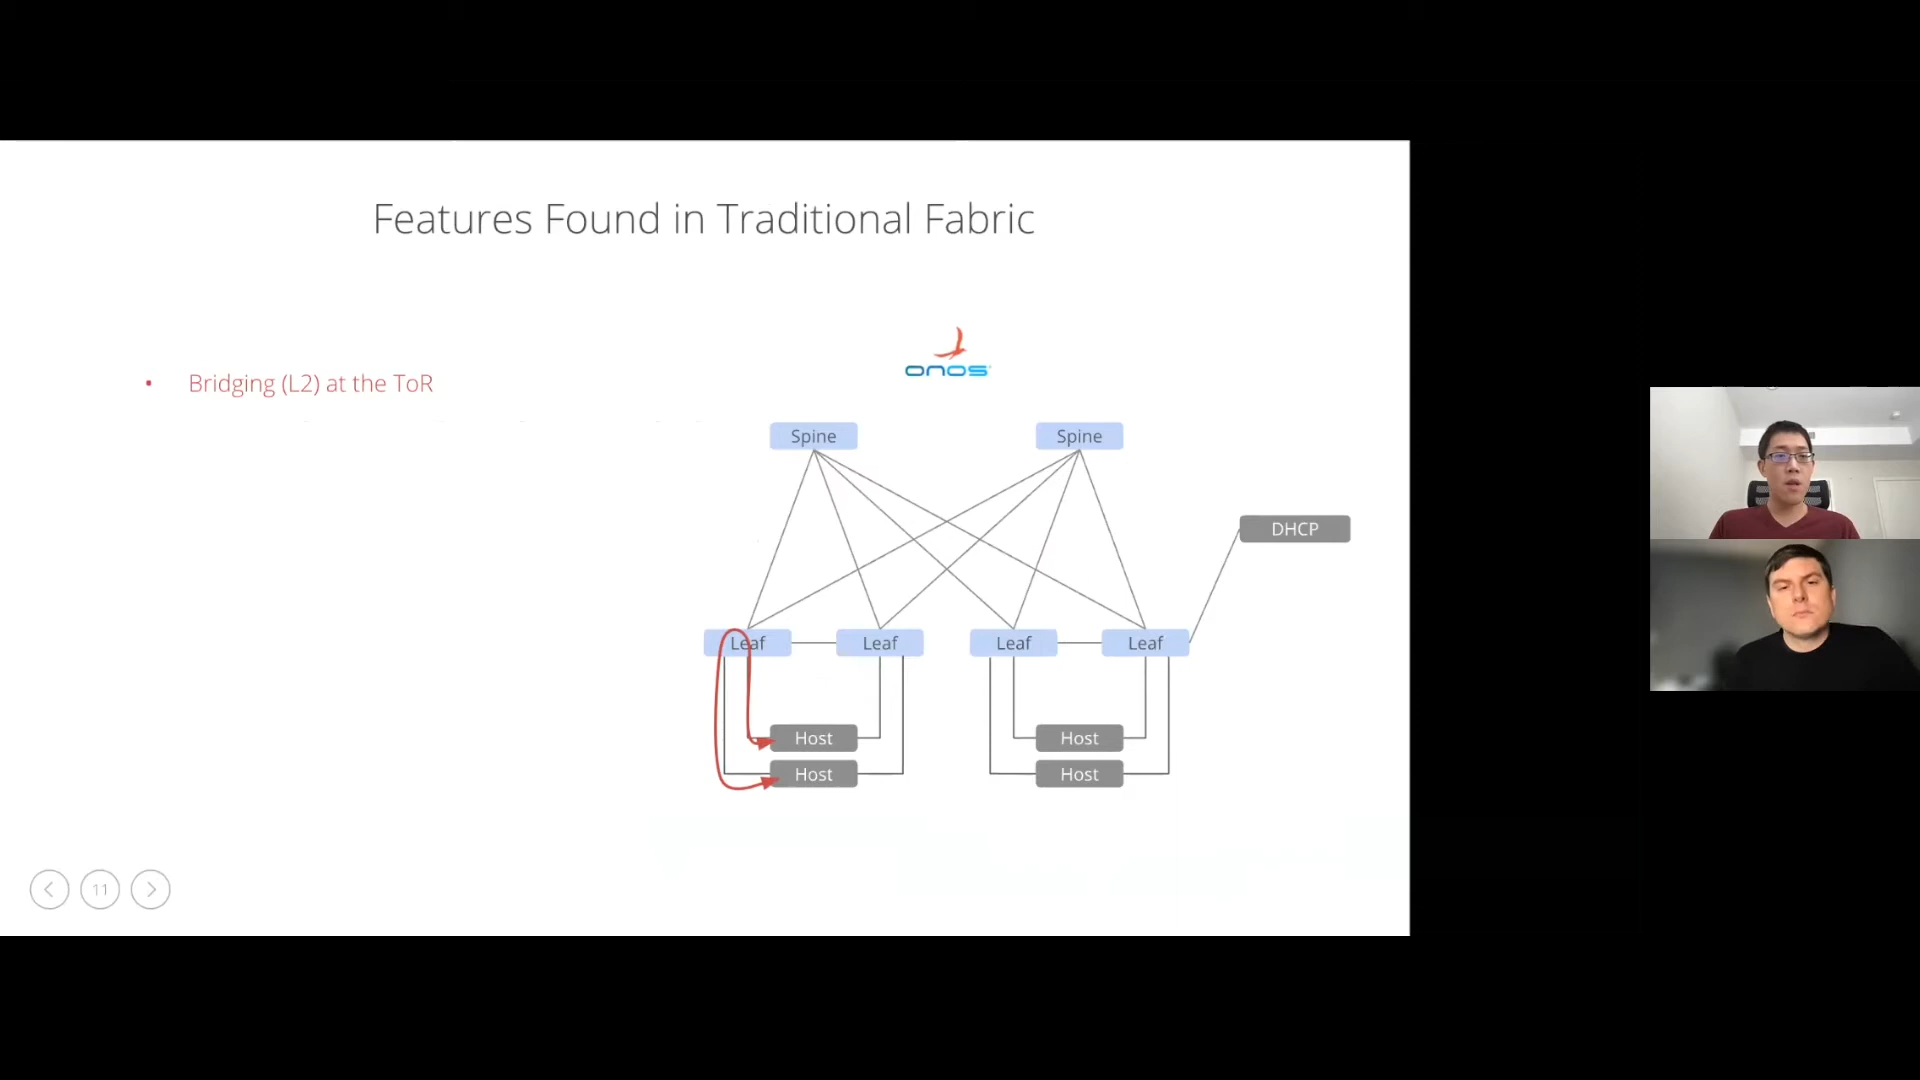 Features Found in Traditional Fabric
• Bridging (L2) at the ToR
onos
Spine Spine
DHCP
Leaf Leaf Leaf Leaf
Host Host
Host Host
11